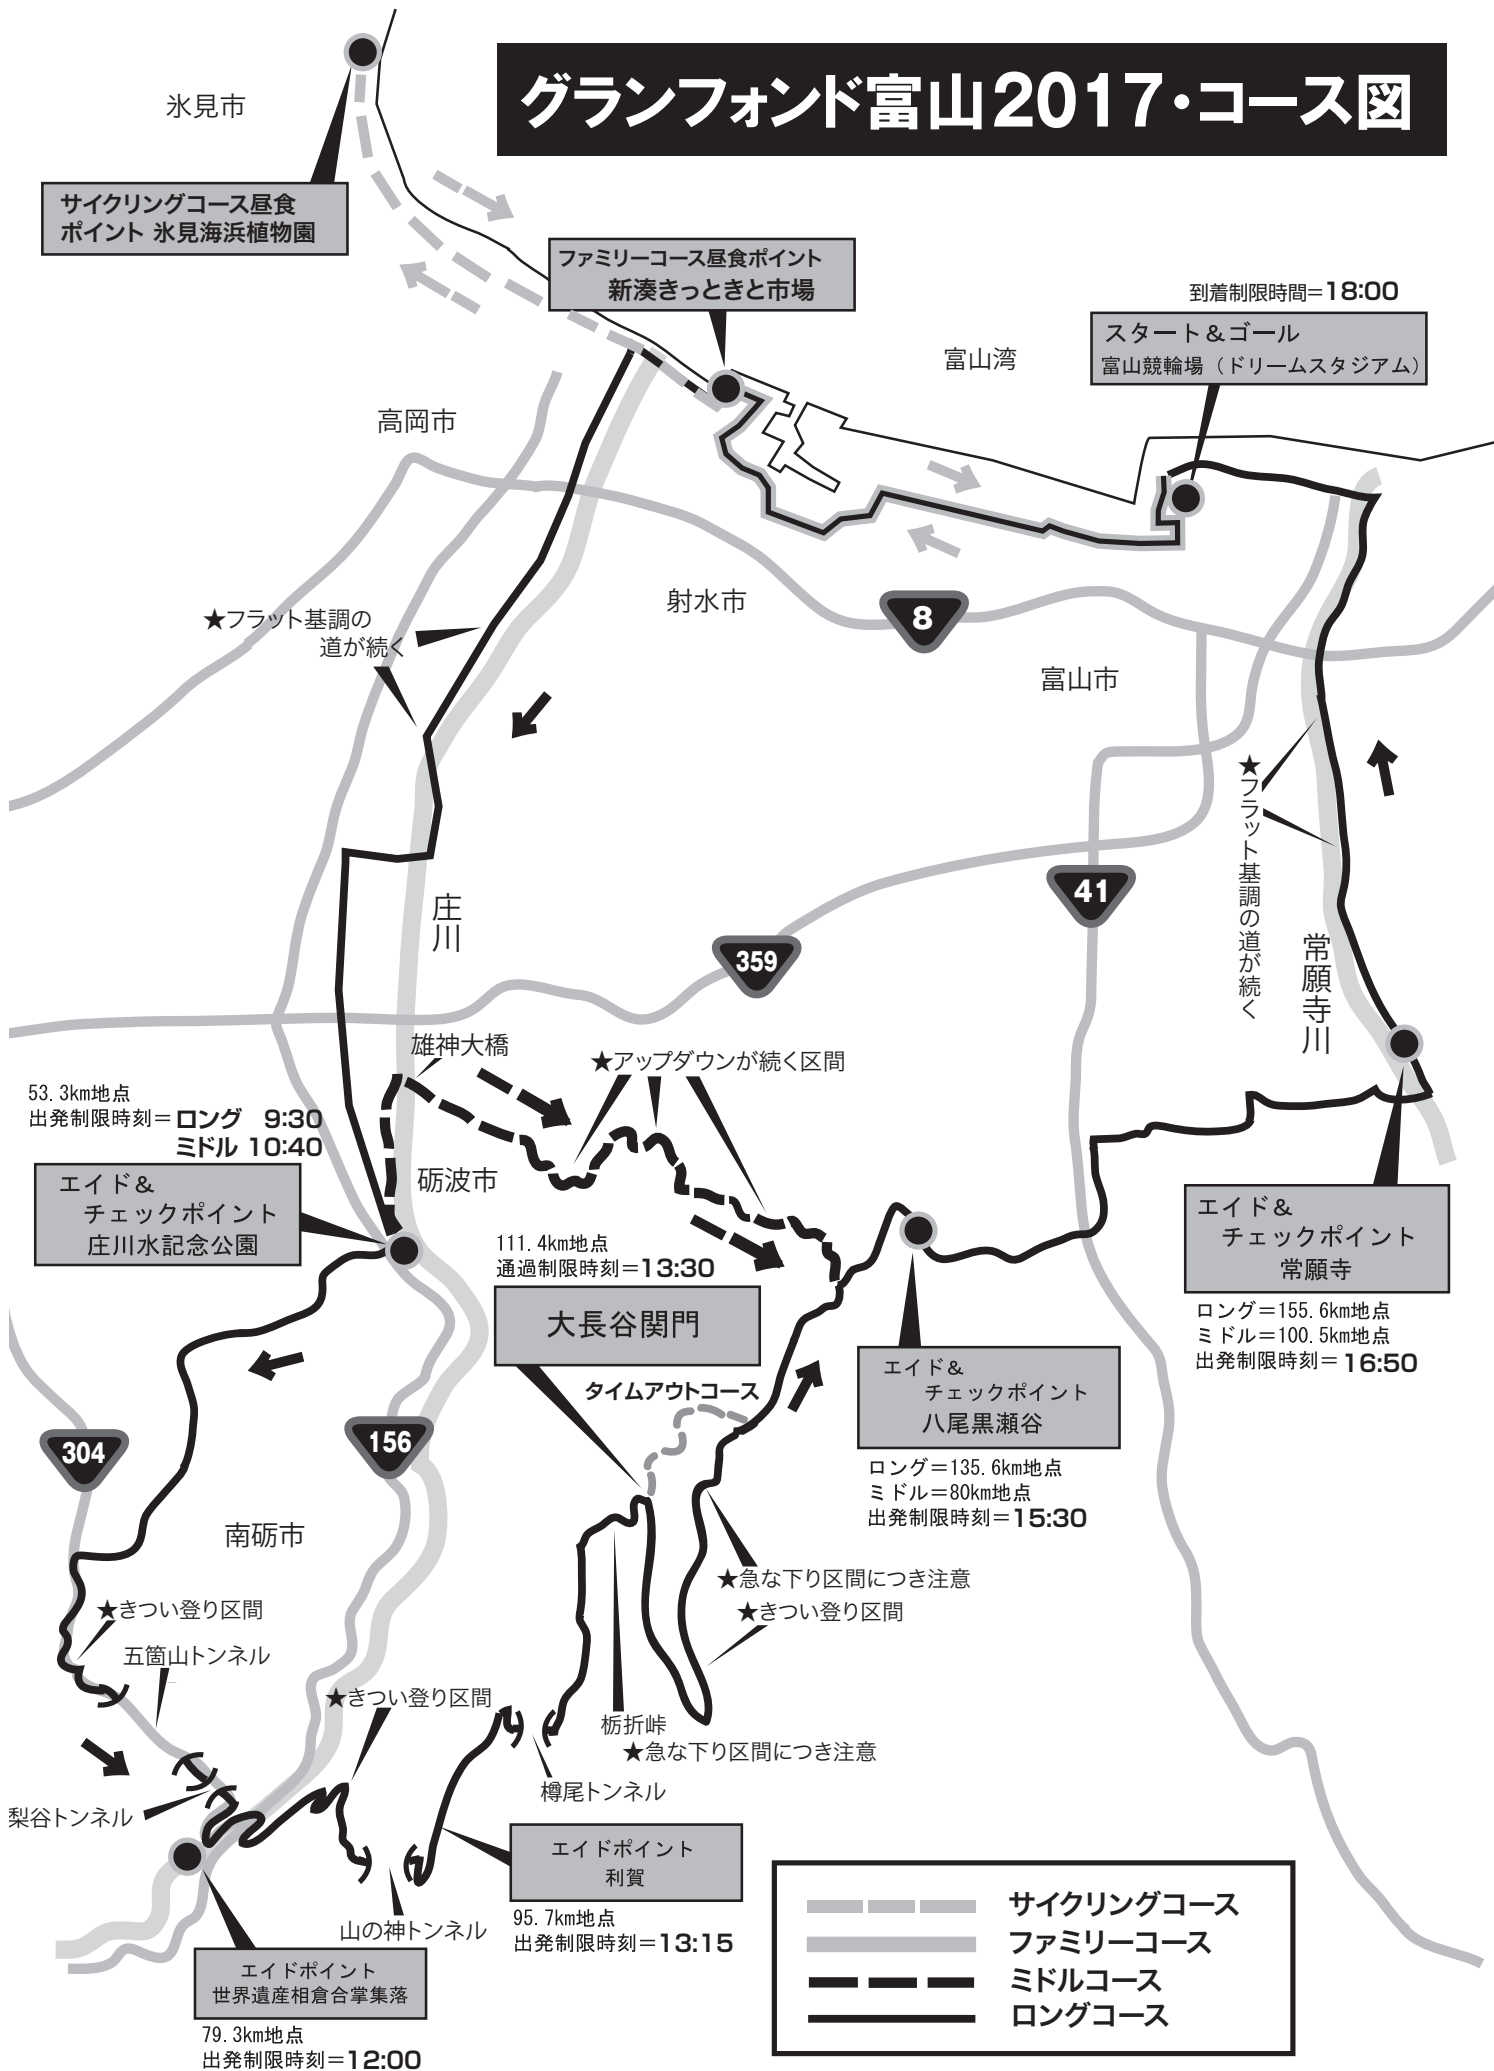 グランフォンド富山2017・コース図
氷見市
サイクリングコース昼食
ポイント 氷見海浜植物園
ファミリーコース昼食ポイント
新湊きっときと市場
到着制限時間＝18:00
スタート＆ゴール
富山競輪場（ドリームスタジアム）
富山湾
高岡市
射水市
8
富山市
★フラット基調の
道が続く
★フラット基調の道が続く
41
359
庄川
常願寺川
雄神大橋
★アップダウンが続く区間
53.3km地点
出発制限時刻＝ロング 9:30
ミドル 10:40
エイド＆
チェックポイント
庄川水記念公園
砺波市
111.4km地点
通過制限時刻＝13:30
大長谷関門
タイムアウトコース
エイド＆
チェックポイント
常願寺
ロング＝155.6km地点
ミドル＝100.5km地点
出発制限時刻＝16:50
エイド＆
チェックポイント
八尾黒瀬谷
ロング＝135.6km地点
ミドル＝80km地点
出発制限時刻＝15:30
304
156
南砺市
★きつい登り区間
五箇山トンネル
★急な下り区間につき注意
★きつい登り区間
★きつい登り区間
栃折峠
★急な下り区間につき注意
樽尾トンネル
梨谷トンネル
エイドポイント
利賀
95.7km地点
出発制限時刻＝13:15
山の神トンネル
エイドポイント
世界遺産相倉合掌集落
79.3km地点
出発制限時刻＝12:00
サイクリングコース
ファミリーコース
ミドルコース
ロングコース